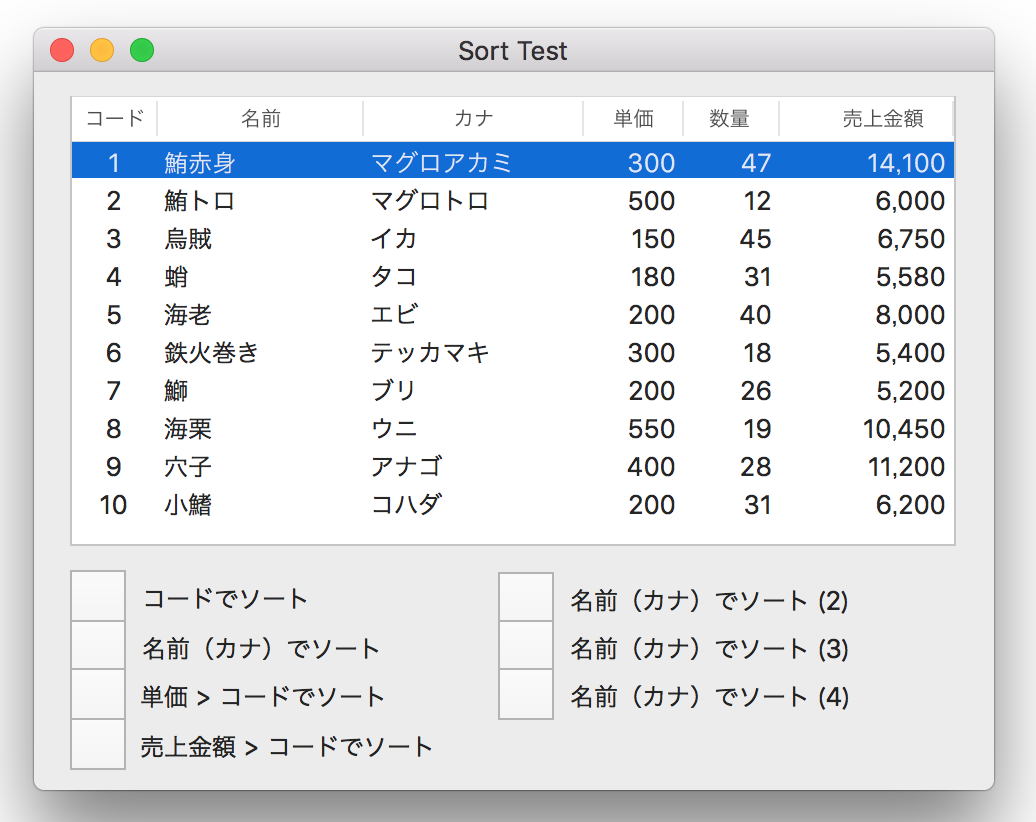 Sort Test
コード 名前 カナ 単価 数量 売上金額
1 鮪赤身 マグロアカミ 300 47 14,100
2 鮪トロ マグロトロ 500 12 6,000
3 烏賊 イカ 150 45 6,750
4 蛸 タコ 180 31 5,580
5 海老 エビ 200 40 8,000
6 鉄火巻き テッカマキ 300 18 5,400
7 鰤 ブリ 200 26 5,200
8 海栗 ウニ 550 19 10,450
9 穴子 アナゴ 400 28 11,200
10 小鰭 コハダ 200 31 6,200
コードでソート
名前（カナ）でソート
単価 > コードでソート
売上金額 > コードでソート
名前（カナ）でソート (2)
名前（カナ）でソート (3)
名前（カナ）でソート (4)